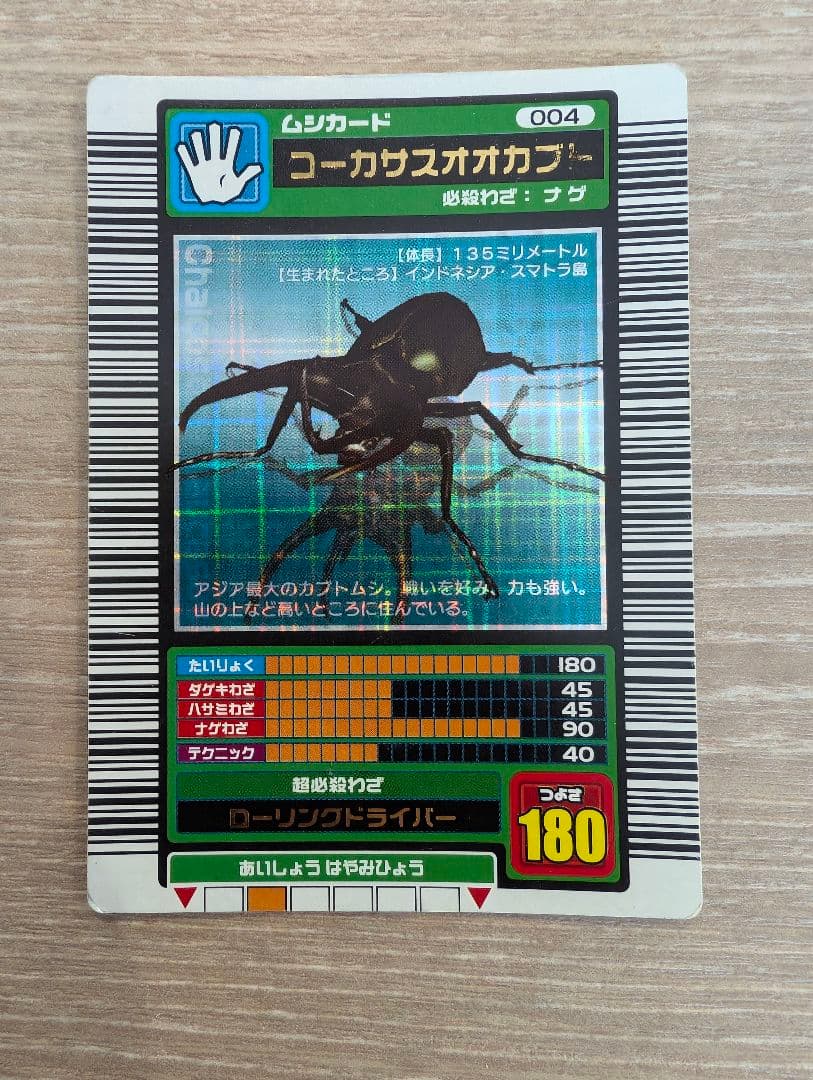 ムシカード
004
コーカサスオオカブト
必殺わざ：ナゲ
【体長】１３５ミリメートル
【生まれたところ】インドネシア・スマトラ島
アジア最大のカブトムシ。戦いを好み、力も強い。
山の上など高いところに住んでいる。
たいりょく 180
ダゲキわざ 45
ハサミわざ 45
ナゲわざ 90
テクニック 40
超必殺わざ
ローリングドライバー
つよさ
180
あいしょう はやみひょう